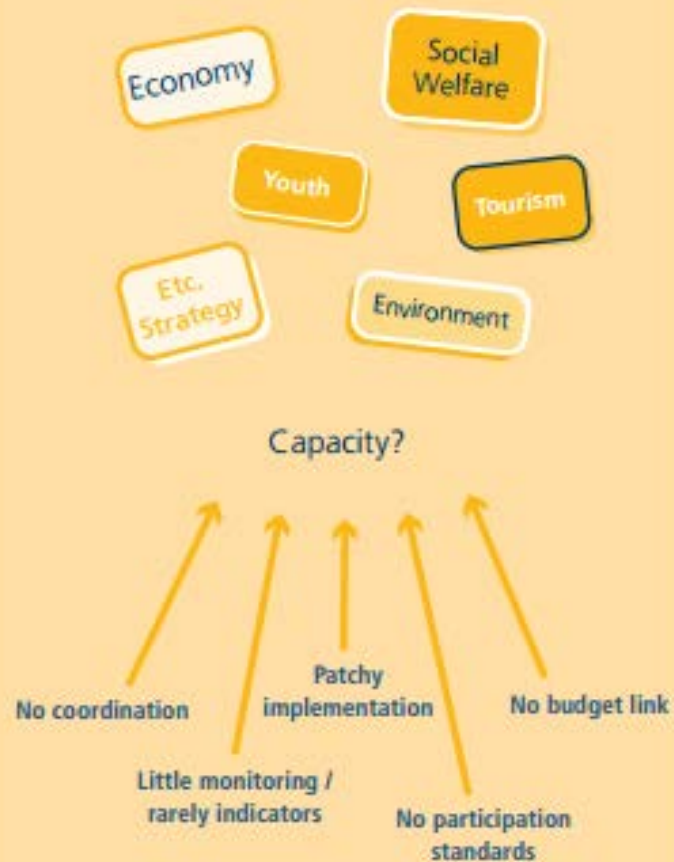 Economy
Social
Welfare
Youth
Tourism
Etc.
Strategy
Environment
Capacity?
No coordination
Little monitoring /
rarely indicators
Patchy
implementation
No participation
standards
No budget link